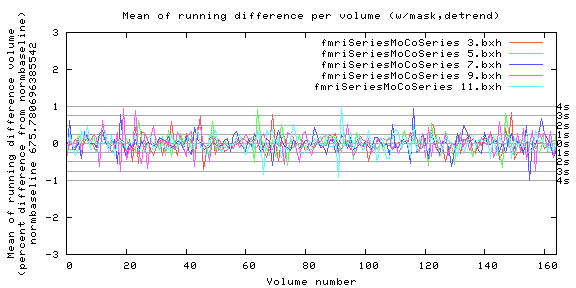 Mean of running difference per volume (w/mask,detrend)
Mean of running difference volume
(percent difference from normbaseline)
normbaseline 675.786696385542
3
2
1
0
-1
-2
-3
fmriSeriesMoCoSeries 3.bxh
fmriSeriesMoCoSeries 5.bxh
fmriSeriesMoCoSeries 7.bxh
fmriSeriesMoCoSeries 9.bxh
fmriSeriesMoCoSeries 11.bxh
4s
3s
2s
1s
0
1s
2s
3s
4s
0 20 40 60 80 100 120 140 160
Volume number